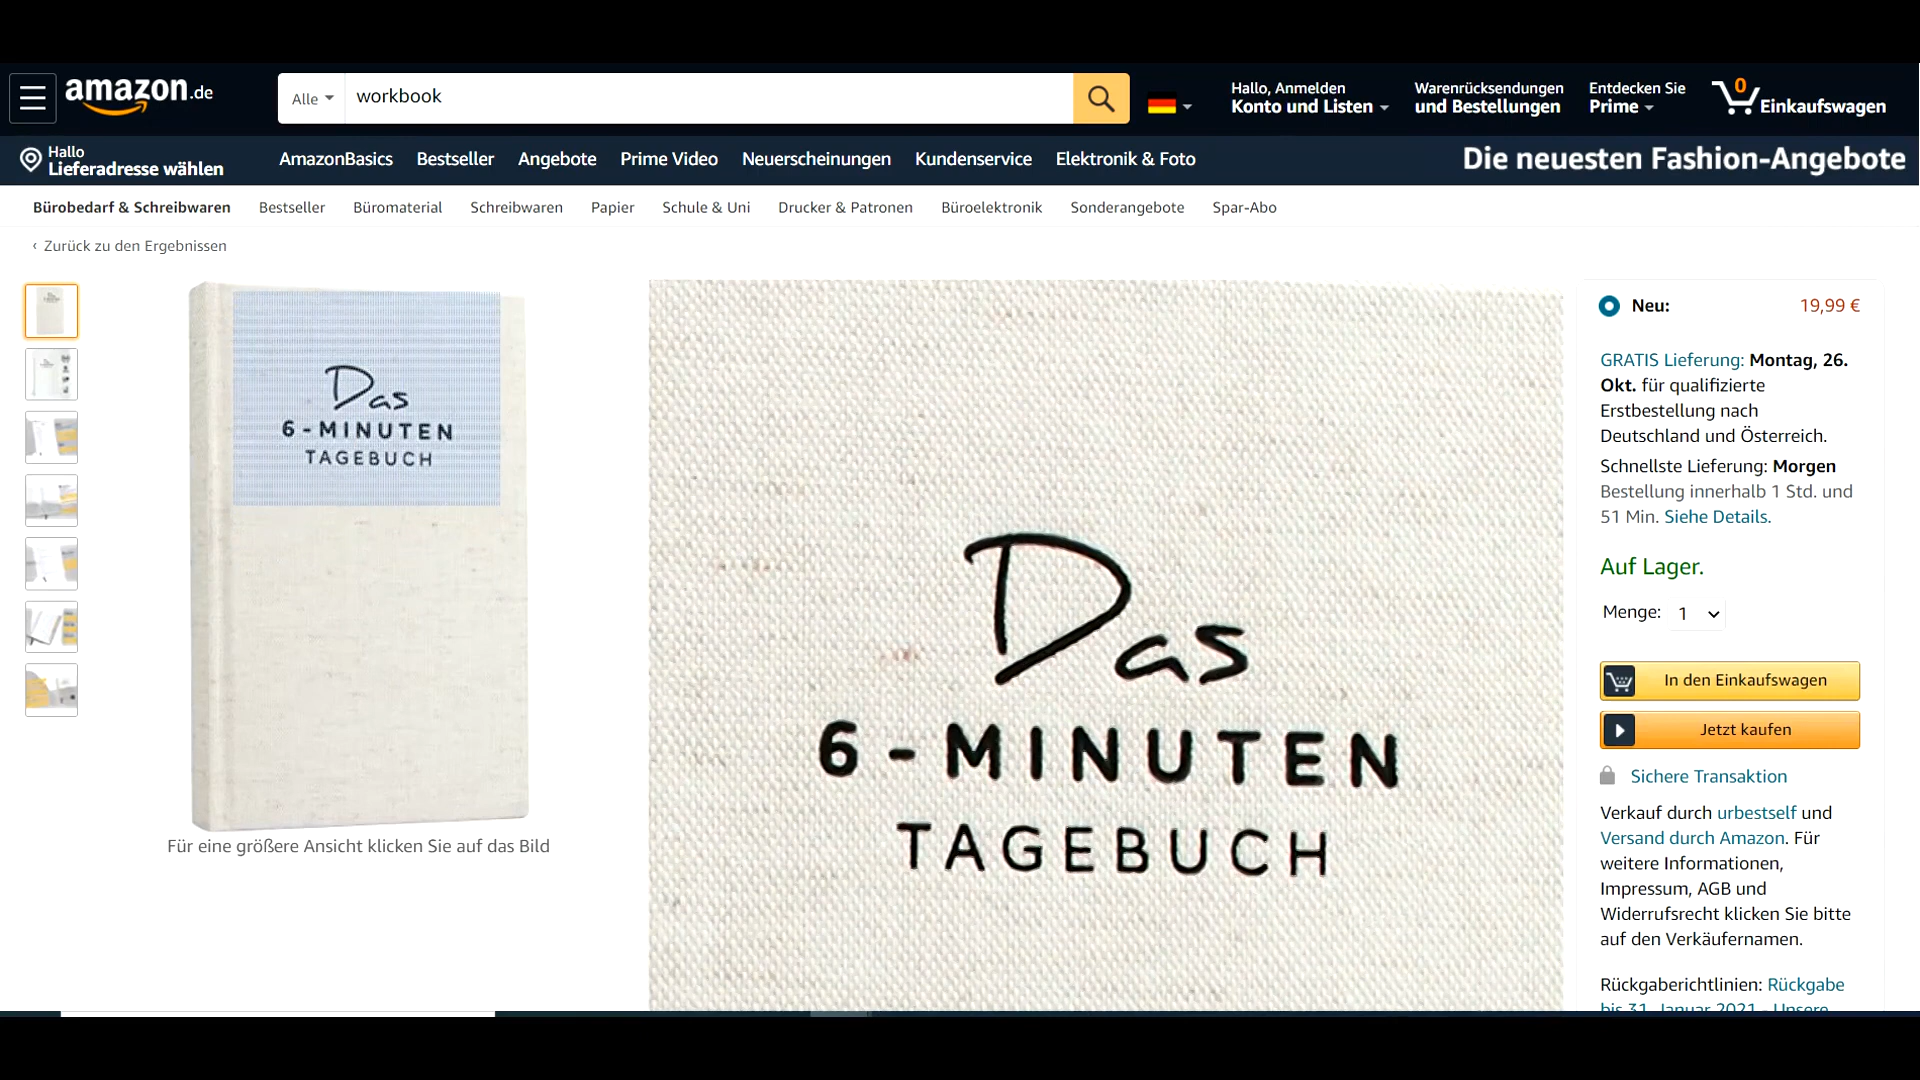 amazon.de
Alle
workbook
Hallo, Anmelden
Konto und Listen
Warenrücksendungen
und Bestellungen
Entdecken Sie
Prime
0
Einkaufswagen
Hallo
Lieferadresse wählen
AmazonBasics
Bestseller
Angebote
Prime Video
Neuerscheinungen
Kundenservice
Elektronik & Foto
Die neuesten Fashion-Angebote
Bürobedarf & Schreibwaren
Bestseller
Büromaterial
Schreibwaren
Papier
Schule & Uni
Drucker & Patronen
Büroelektronik
Sonderangebote
Spar-Abo
‹ Zurück zu den Ergebnissen
Das
6-MINUTEN
TAGEBUCH
Für eine größere Ansicht klicken Sie auf das Bild
Das
6-MINUTEN
TAGEBUCH
Neu: 19,99 €
GRATIS Lieferung: Montag, 26.
Okt. für qualifizierte
Erstbestellung nach
Deutschland und Österreich.
Schnellste Lieferung: Morgen
Bestellung innerhalb 1 Std. und
51 Min. Siehe Details.
Auf Lager.
Menge: 1
In den Einkaufswagen
Jetzt kaufen
Sichere Transaktion
Verkauf durch urbestself und
Versand durch Amazon. Für
weitere Informationen,
Impressum, AGB und
Widerrufsrecht klicken Sie bitte
auf den Verkäufernamen.
Rückgaberichtlinien: Rückgabe
bis 31. Januar 2021 - Unsere